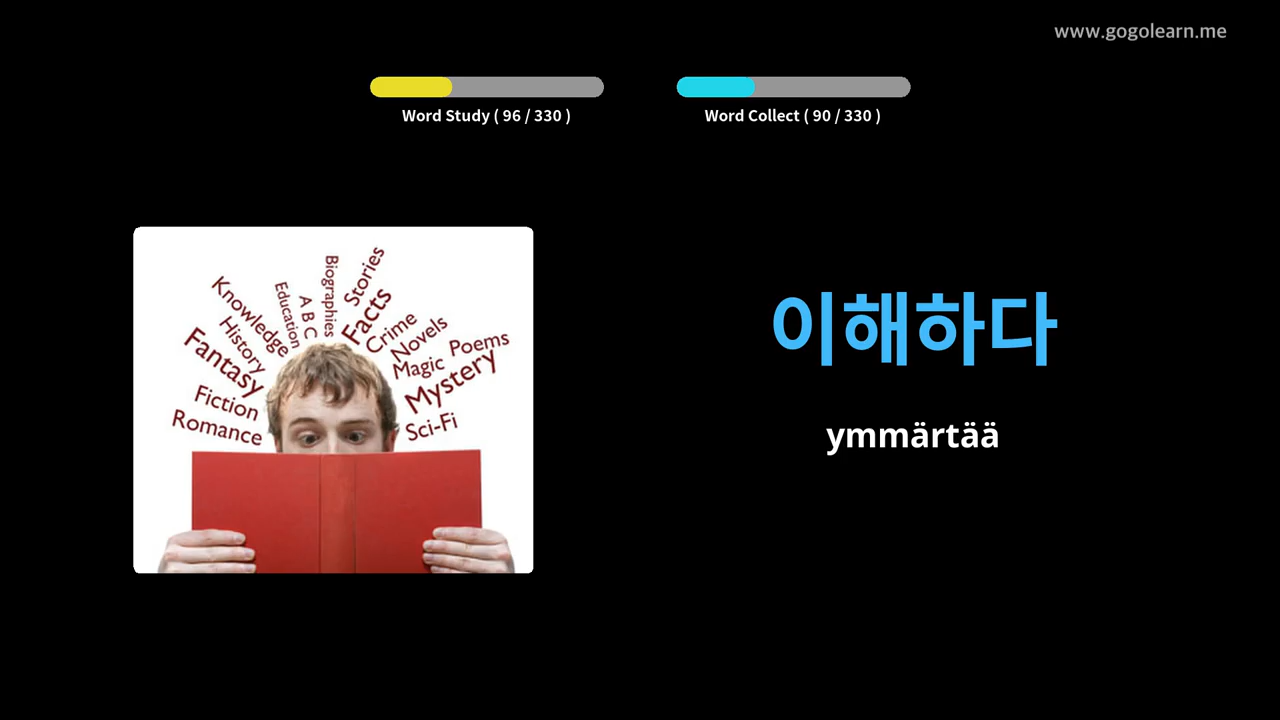 www.gogolearn.me
Word Study ( 96 / 330 )
Word Collect ( 90 / 330 )
Knowledge
Education
A B C
Biographies
Stories
History
Facts
Crime
Novels
Fantasy
Magic
Poems
Fiction
Mystery
Romance
Sci-Fi
이해하다
ymmärtää